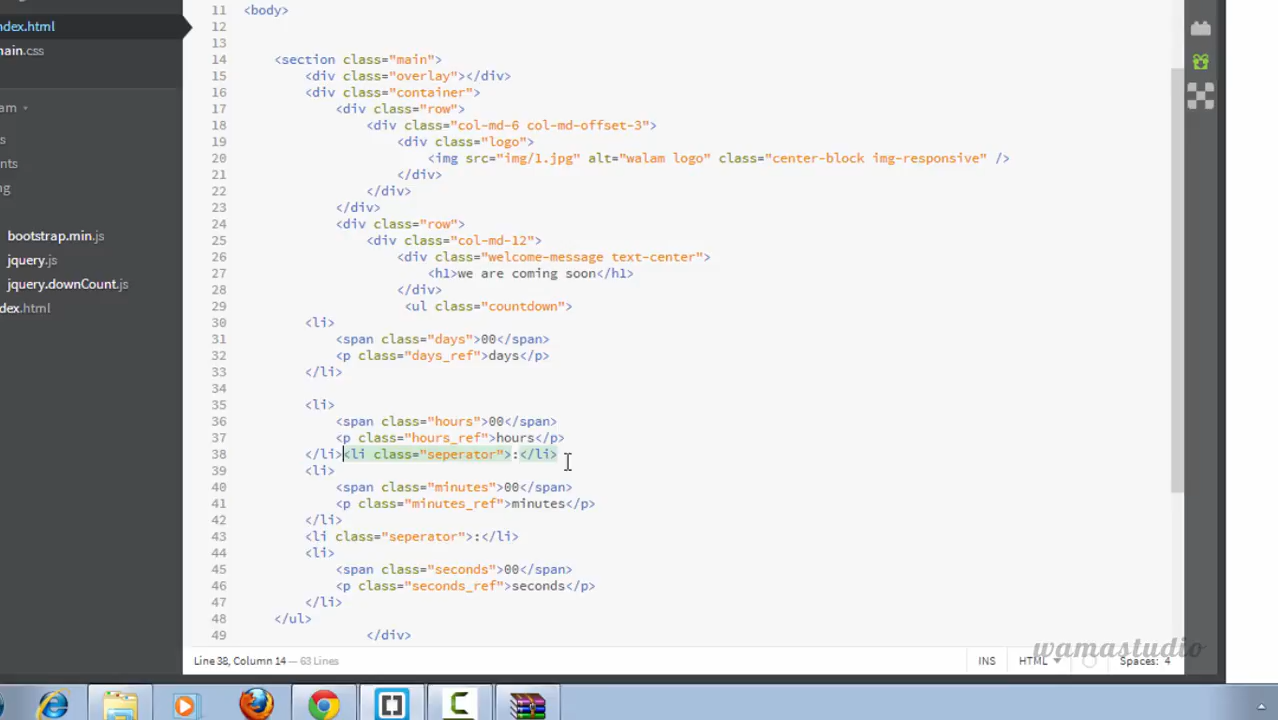 ndex.html
nain.css
am
s
nts
ng
bootstrap.min.js
jquery.js
jquery.downCount.js
dex.html
11 <body>
12
13
14 <section class="main">
15 <div class="overlay"></div>
16 <div class="container">
17 <div class="row">
18 <div class="col-md-6 col-md-offset-3">
19 <div class="logo">
20 <img src="img/1.jpg" alt="walam logo" class="center-block img-responsive" />
21 </div>
22 </div>
23 </div>
24 <div class="row">
25 <div class="col-md-12">
26 <div class="welcome-message text-center">
27 <h1>we are coming soon</h1>
28 </div>
29 <ul class="countdown">
30 <li>
31 <span class="days">00</span>
32 <p class="days_ref">days</p>
33 </li>
34
35 <li>
36 <span class="hours">00</span>
37 <p class="hours_ref">hours</p>
38 </li><li class="seperator">:</li>
39 <li>
40 <span class="minutes">00</span>
41 <p class="minutes_ref">minutes</p>
42 </li>
43 <li class="seperator">:</li>
44 <li>
45 <span class="seconds">00</span>
46 <p class="seconds_ref">seconds</p>
47 </li>
48 </ul>
49 </div>
wamastudio
Line 38, Column 14 — 63 Lines
INS
HTML
Spaces: 4